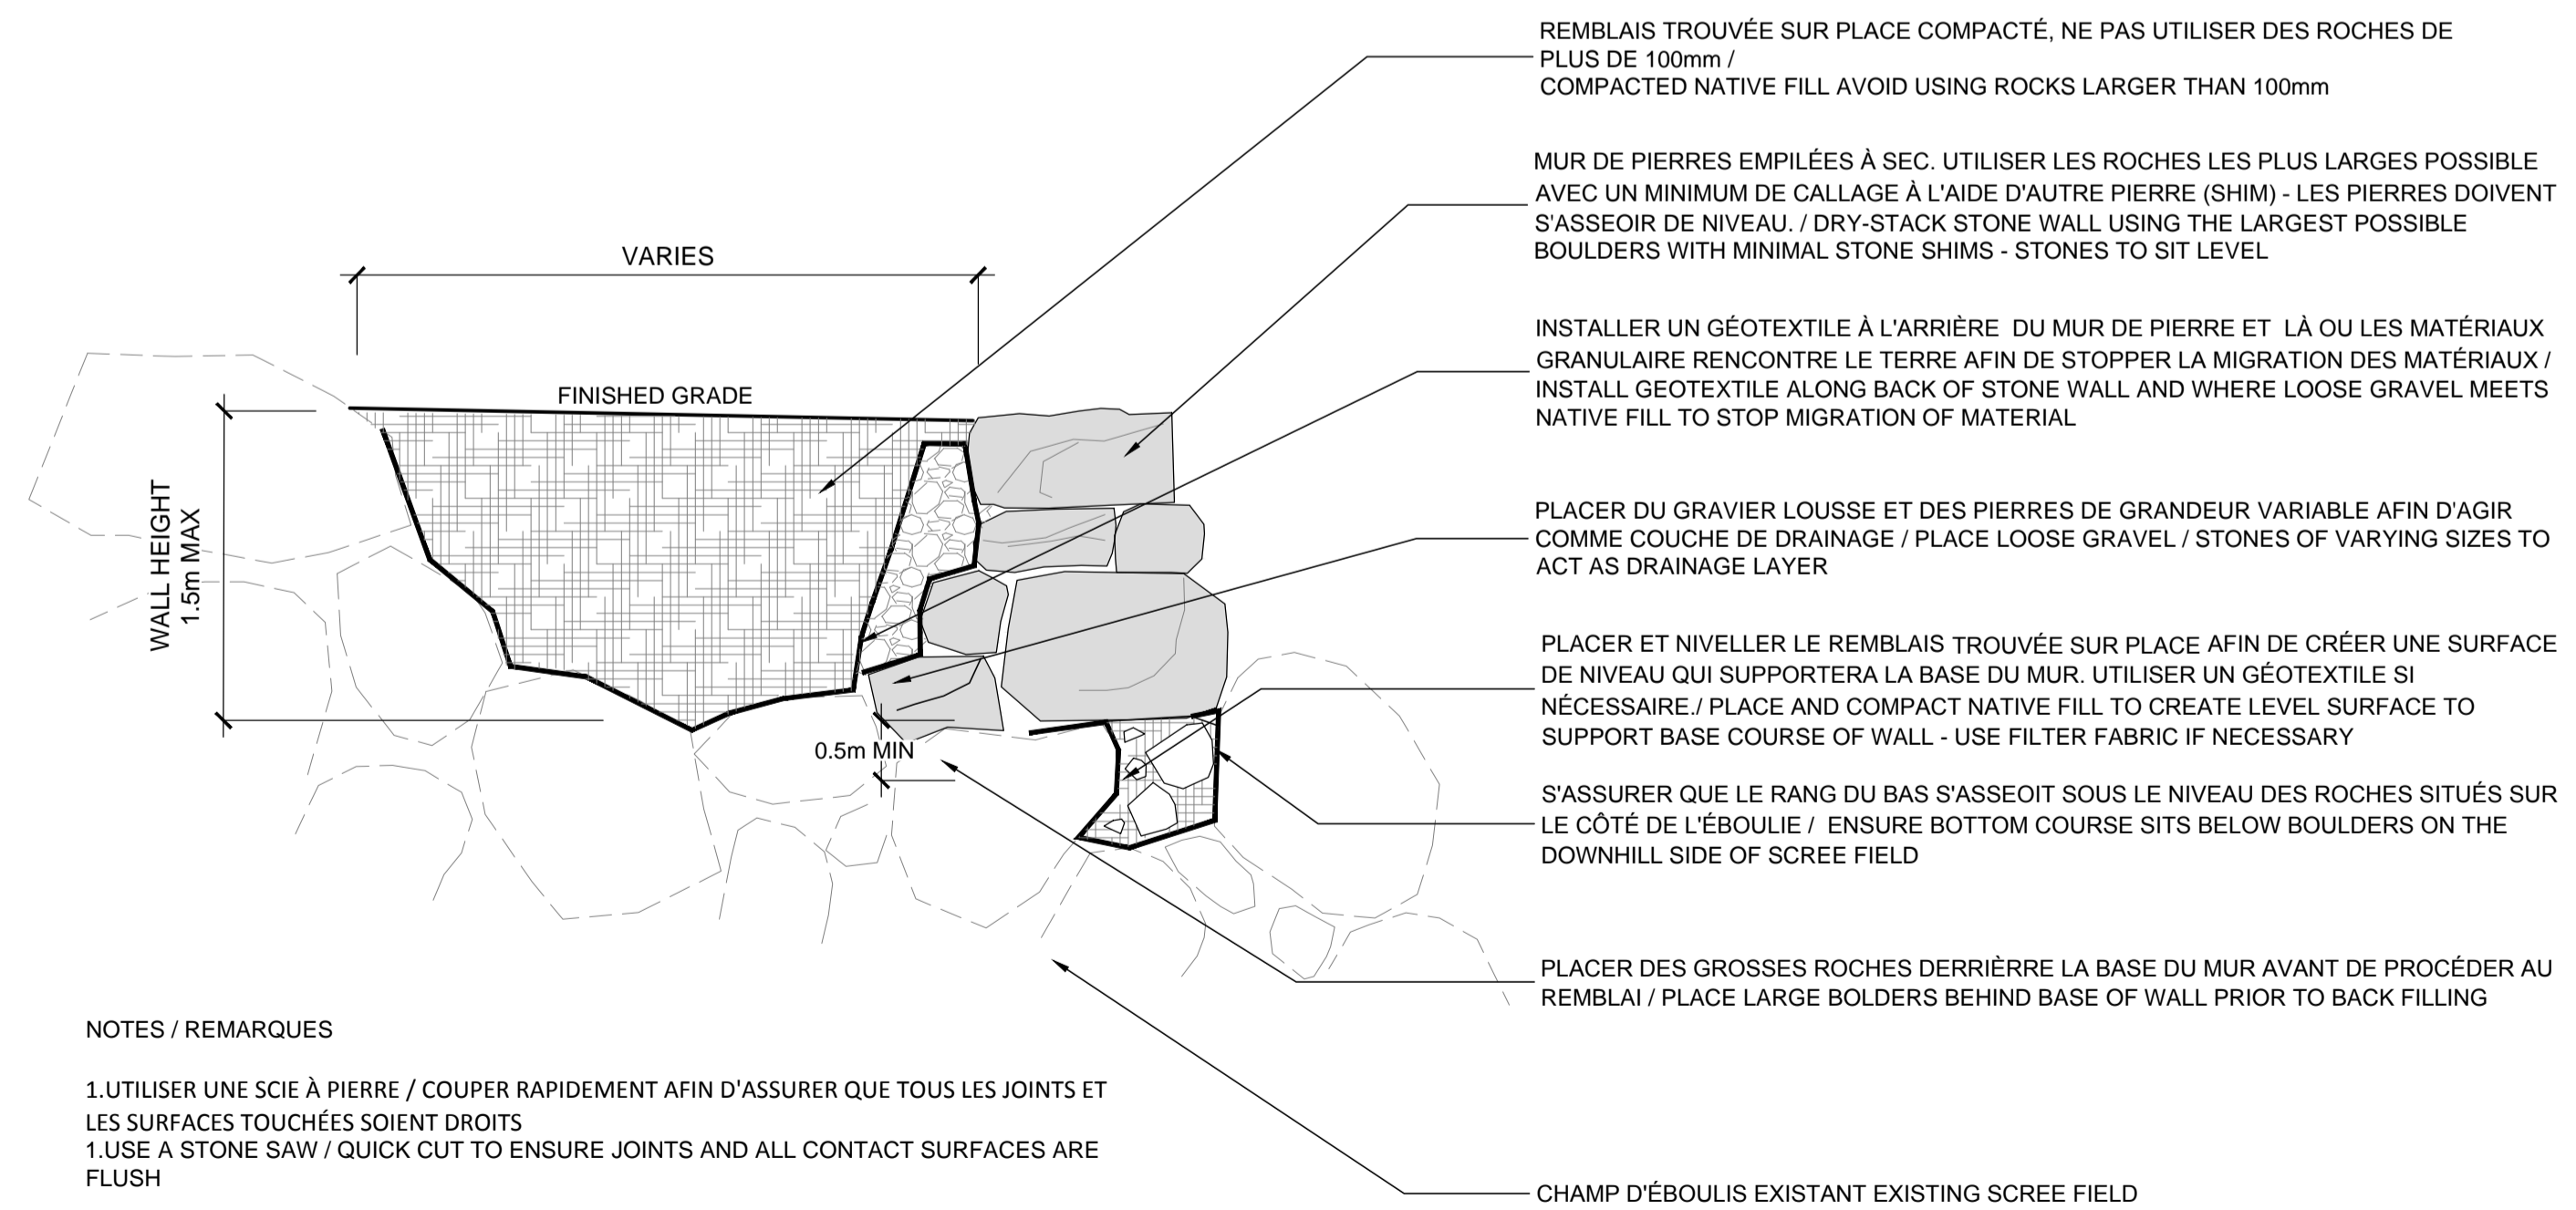 REMBLAIS TROUVÉE SUR PLACE COMPACTÉ, NE PAS UTILISER DES ROCHES DE
PLUS DE 100mm /
COMPACTED NATIVE FILL AVOID USING ROCKS LARGER THAN 100mm
MUR DE PIERRES EMPILÉES À SEC. UTILISER LES ROCHES LES PLUS LARGES POSSIBLE
AVEC UN MINIMUM DE CALLAGE À L'AIDE D'AUTRE PIERRE (SHIM) - LES PIERRES DOIVENT
S'ASSEOIR DE NIVEAU. / DRY-STACK STONE WALL USING THE LARGEST POSSIBLE
BOULDERS WITH MINIMAL STONE SHIMS - STONES TO SIT LEVEL
VARIES
INSTALLER UN GÉOTEXTILE À L'ARRIÈRE DU MUR DE PIERRE ET LÀ OU LES MATÉRIAUX
GRANULAIRE RENCONTRE LE TERRE AFIN DE STOPPER LA MIGRATION DES MATÉRIAUX /
INSTALL GEOTEXTILE ALONG BACK OF STONE WALL AND WHERE LOOSE GRAVEL MEETS
NATIVE FILL TO STOP MIGRATION OF MATERIAL
FINISHED GRADE
WALL HEIGHT
1.5m MAX
PLACER DU GRAVIER LOUSSE ET DES PIERRES DE GRANDEUR VARIABLE AFIN D'AGIR
COMME COUCHE DE DRAINAGE / PLACE LOOSE GRAVEL / STONES OF VARYING SIZES TO
ACT AS DRAINAGE LAYER
PLACER ET NIVELLER LE REMBLAIS TROUVÉE SUR PLACE AFIN DE CRÉER UNE SURFACE
DE NIVEAU QUI SUPPORTERA LA BASE DU MUR. UTILISER UN GÉOTEXTILE SI
NÉCESSAIRE./ PLACE AND COMPACT NATIVE FILL TO CREATE LEVEL SURFACE TO
SUPPORT BASE COURSE OF WALL - USE FILTER FABRIC IF NECESSARY
0.5m MIN
S'ASSURER QUE LE RANG DU BAS S'ASSEOIT SOUS LE NIVEAU DES ROCHES SITUÉS SUR
LE CÔTÉ DE L'ÉBOULIE / ENSURE BOTTOM COURSE SITS BELOW BOULDERS ON THE
DOWNHILL SIDE OF SCREE FIELD
PLACER DES GROSSES ROCHES DERRIÈRRE LA BASE DU MUR AVANT DE PROCÉDER AU
REMBLAI / PLACE LARGE BOLDERS BEHIND BASE OF WALL PRIOR TO BACK FILLING
NOTES / REMARQUES
1.UTILISER UNE SCIE À PIERRE / COUPER RAPIDEMENT AFIN D'ASSURER QUE TOUS LES JOINTS ET
LES SURFACES TOUCHÉES SOIENT DROITS
1.USE A STONE SAW / QUICK CUT TO ENSURE JOINTS AND ALL CONTACT SURFACES ARE
FLUSH
CHAMP D'ÉBOULIS EXISTANT EXISTING SCREE FIELD